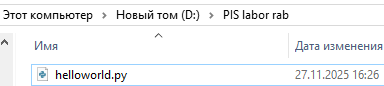 Этот компьютер > Новый том (D:) > PIS labor rab
Имя Дата изменения
helloworld.py 27.11.2025 16:26